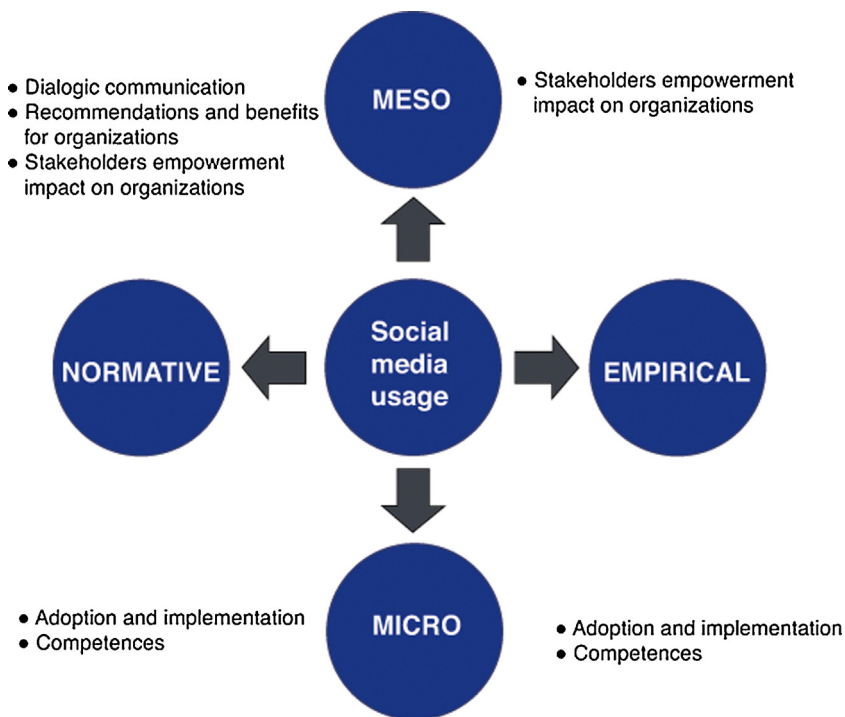 ● Dialogic communication
● Recommendations and benefits
for organizations
● Stakeholders empowerment
impact on organizations
MESO
● Stakeholders empowerment
impact on organizations
NORMATIVE
Social
media
usage
EMPIRICAL
● Adoption and implementation
● Competences
MICRO
● Adoption and implementation
● Competences